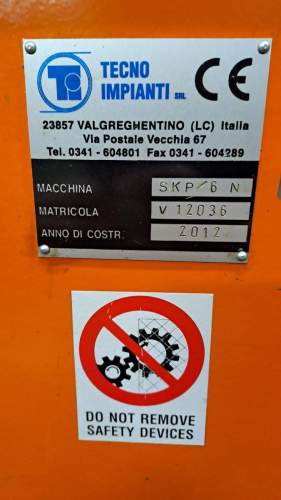 TECNO
IMPIANTI SRL
CE
23857 VALGREGHENTINO (LC) Italia
Via Postale Vecchia 67
Tel. 0341 - 604801 Fax 0341 - 604289
MACCHINA SKP/6 N
MATRICOLA V 12036
ANNO DI COSTR. 2012
DO NOT REMOVE
SAFETY DEVICES